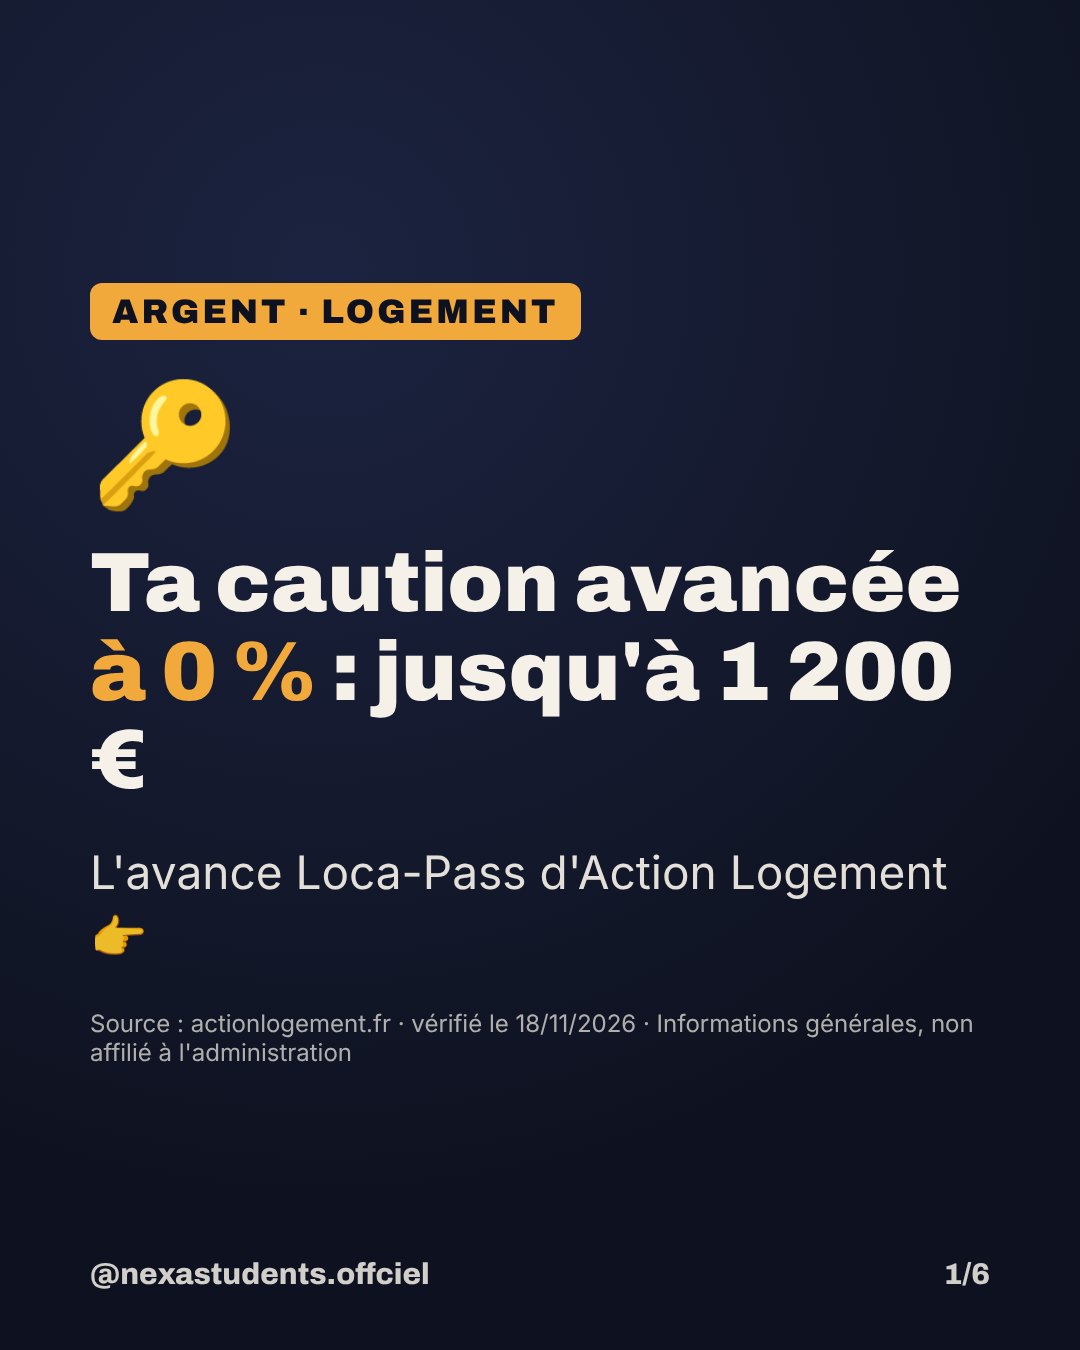 ARGENT · LOGEMENT
Ta caution avancée
à 0 % : jusqu'à 1 200
€
L'avance Loca-Pass d'Action Logement
Source : actionlogement.fr · vérifié le 18/11/2026 · Informations générales, non
affilié à l'administration
@nexastudents.offciel
1/6